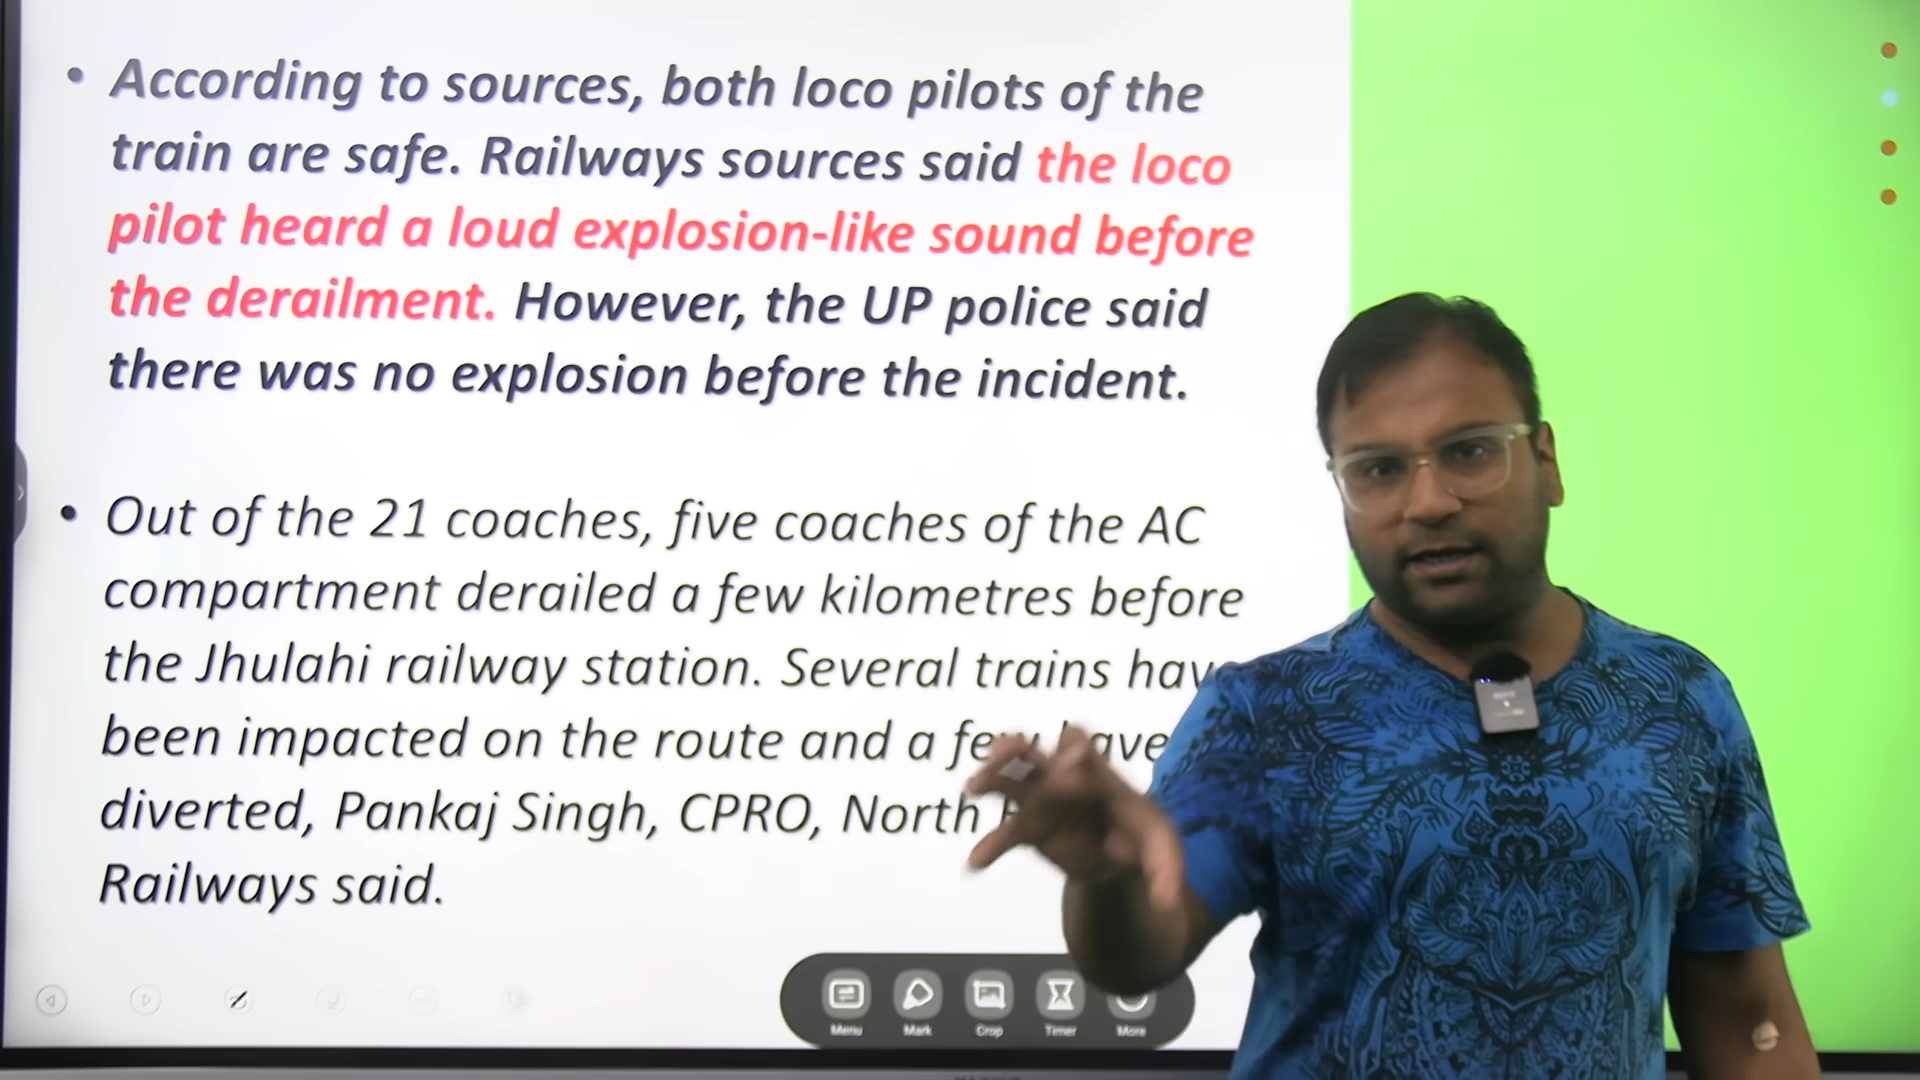 • According to sources, both loco pilots of the
train are safe. Railways sources said the loco
pilot heard a loud explosion-like sound before
the derailment. However, the UP police said
there was no explosion before the incident.
• Out of the 21 coaches, five coaches of the AC
compartment derailed a few kilometres before
the Jhulahi railway station. Several trains
been impacted on the route and a
diverted, Pankaj Singh, CPRO, North
Railways said.
Menu Mark Crop Timer More